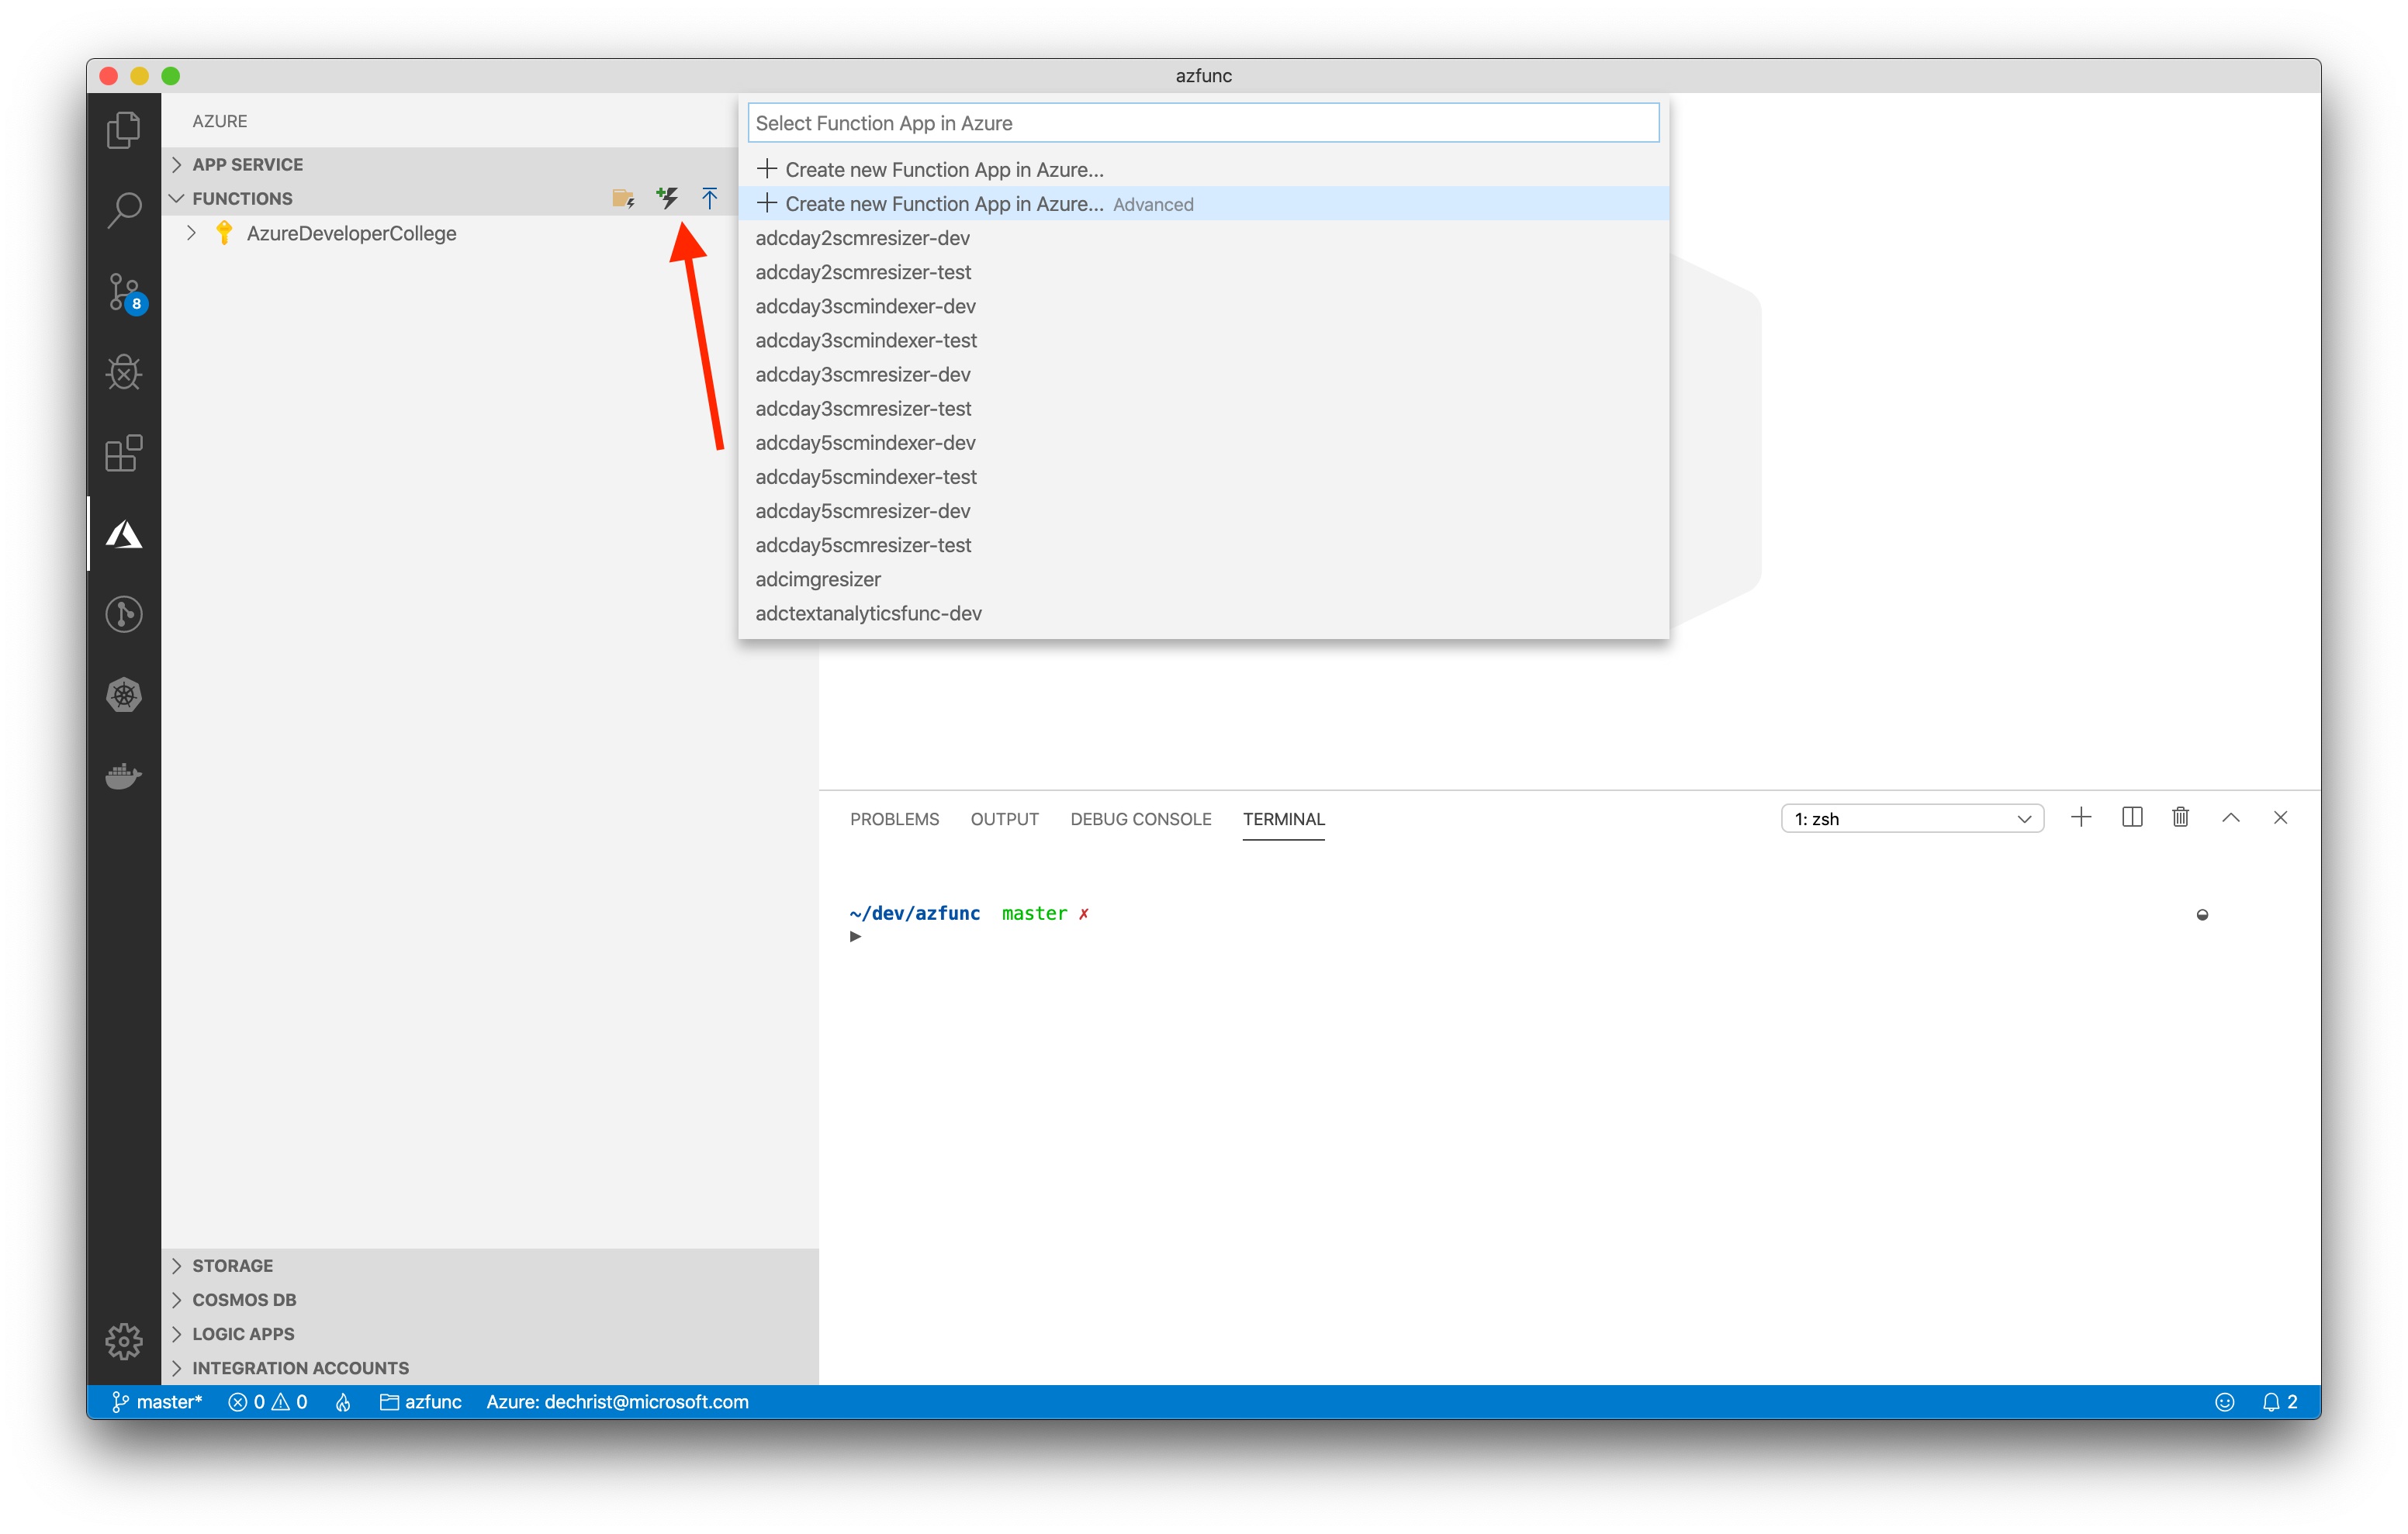 azfunc
AZURE
APP SERVICE
FUNCTIONS
AzureDeveloperCollege
8
Select Function App in Azure
Create new Function App in Azure...
Create new Function App in Azure... Advanced
adcday2scmresizer-dev
adcday2scmresizer-test
adcday3scmindexer-dev
adcday3scmindexer-test
adcday3scmresizer-dev
adcday3scmresizer-test
adcday5scmindexer-dev
adcday5scmindexer-test
adcday5scmresizer-dev
adcday5scmresizer-test
adcimgresizer
adctextanalyticsfunc-dev
PROBLEMS OUTPUT DEBUG CONSOLE TERMINAL 1: zsh
~/dev/azfunc master ✗
STORAGE
COSMOS DB
LOGIC APPS
INTEGRATION ACCOUNTS
master* 0 0 azfunc Azure: dechrist@microsoft.com 2